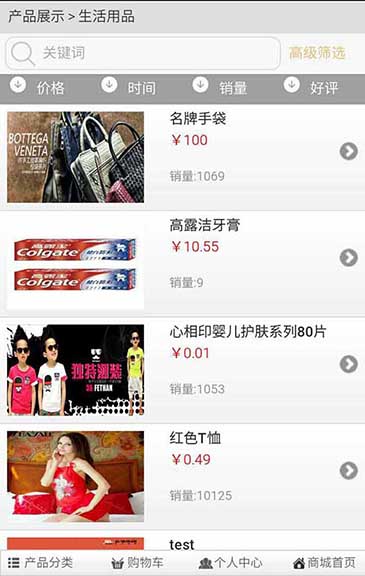 产品展示 > 生活用品
关键词
高级筛选
价格 时间 销量 好评
BOTTEGA
VENETA
名牌手袋
￥100
销量:1069
高露洁牙膏
￥10.55
销量:9
Colgate
心相印婴儿护肤系列80片
￥0.01
销量:1053
独特潮装
红色T恤
￥0.49
销量:10125
test
产品分类 购物车 个人中心 商城首页